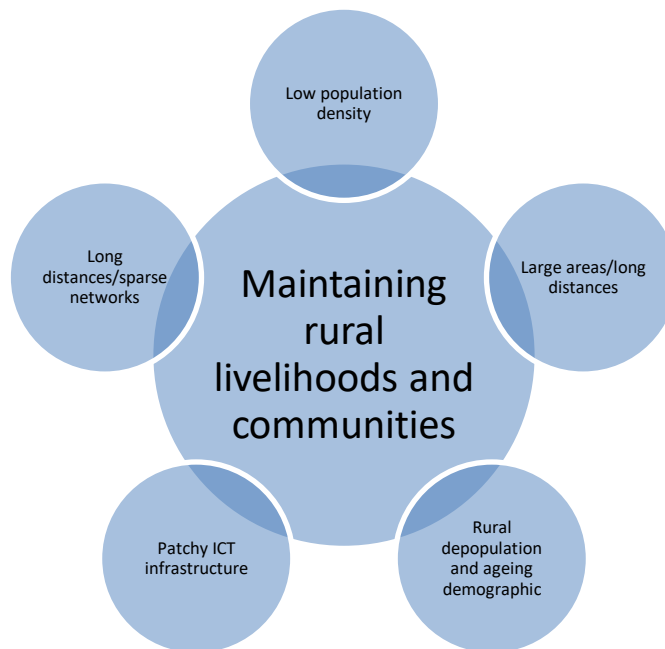 Low population
density
Long
distances/sparse
networks
Large areas/long
distances
Maintaining
rural
livelihoods and
communities
Patchy ICT
infrastructure
Rural
depopulation
and ageing
demographic